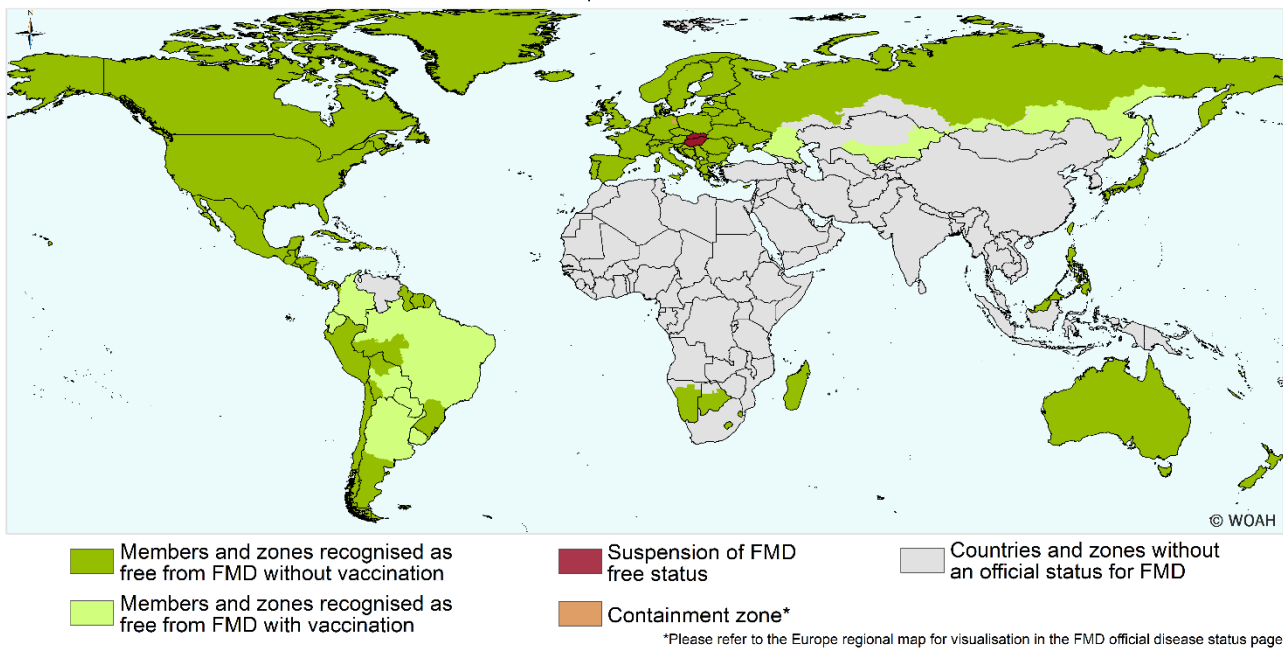 N
© WOAH
Members and zones recognised as
free from FMD without vaccination
Suspension of FMD
free status
Countries and zones without
an official status for FMD
Members and zones recognised as
free from FMD with vaccination
Containment zone*
*Please refer to the Europe regional map for visualisation in the FMD official disease status page